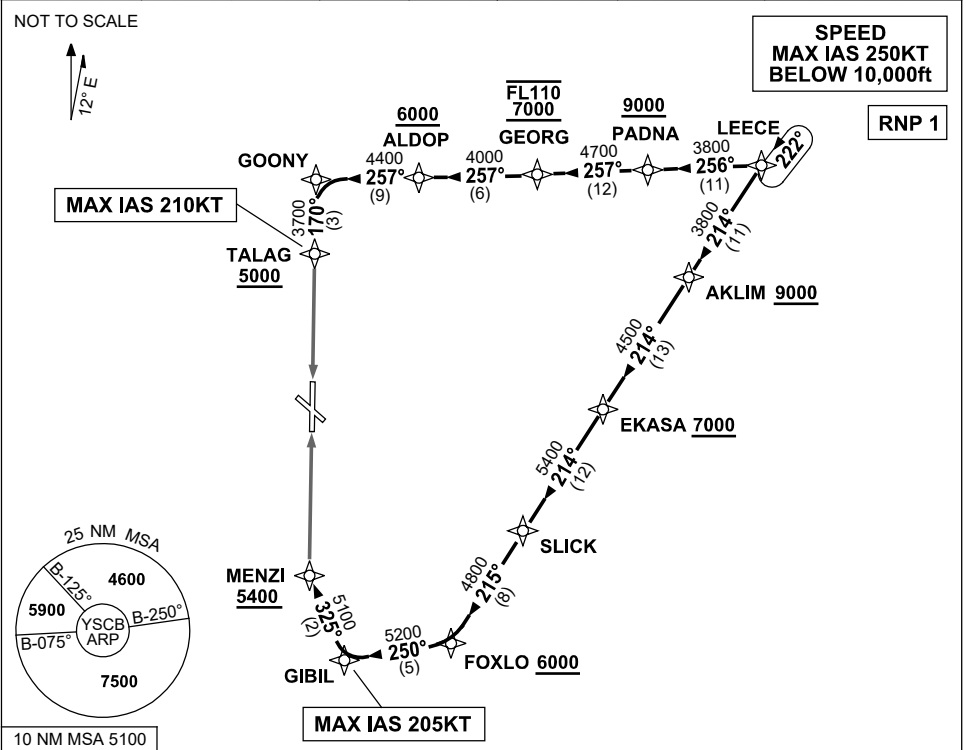 NOT TO SCALE
12° E
SPEED
MAX IAS 250KT
BELOW 10,000ft
RNP 1
FL110
6000
7000
9000
ALDOP
GEORG
PADNA
LEECE
222°
GOONY
4400
257°
(9)
4000
257°
(6)
4700
257°
(12)
3800
256°
(11)
MAX IAS 210KT
3700
170°
(3)
TALAG
5000
3800
214°
(11)
AKLIM 9000
4500
214°
(13)
EKASA 7000
5400
214°
(12)
SLICK
4800
215°
(8)
FOXLO 6000
5200
250°
(5)
GIBIL
MAX IAS 205KT
5100
325°
(2)
MENZI
5400
25 NM MSA
B-125°
4600
5900
YSCB
ARP
B-250°
B-075°
7500
10 NM MSA 5100